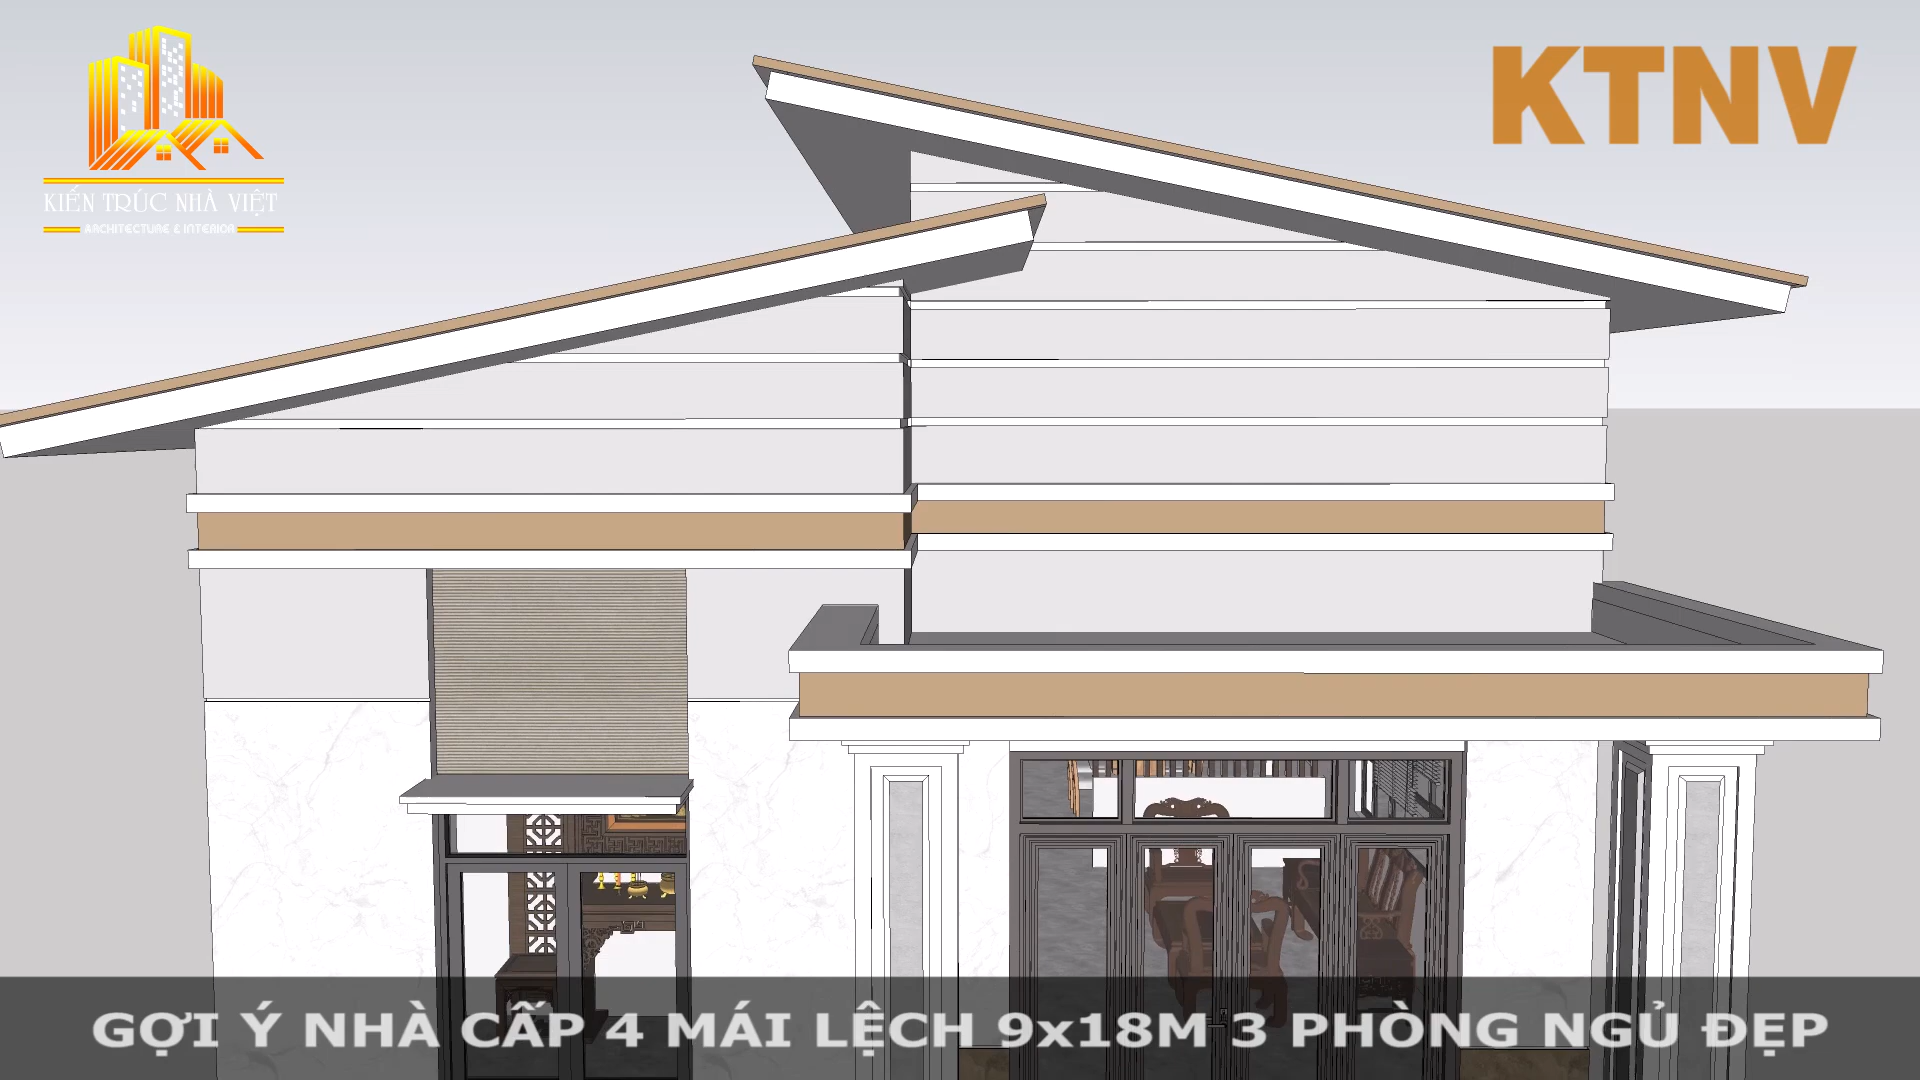 KTNV
KIẾN TRÚC NHÀ VIỆT
ARCHITECTURE & INTERIOR
GỢI Ý NHÀ CẤP 4 MÁI LỆCH 9x18M 3 PHÒNG NGỦ ĐẸP